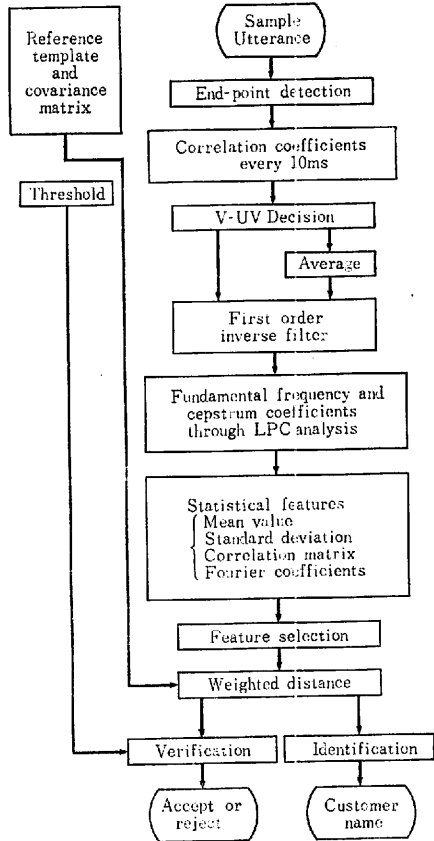 Reference
template
and
covariance
matrix
Sample
Utterance
End-point detection
Correlation coefficients
every 10ms
Threshold
V-UV Decision
Average
First order
inverse filter
Fundamental frequency and
cepstrum coefficients
through LPC analysis
Statistical features
Mean value
Standard deviation
Correlation matrix
Fourier coefficients
Feature selection
Weighted distance
Verification
Identification
Accept or
reject
Customer
name